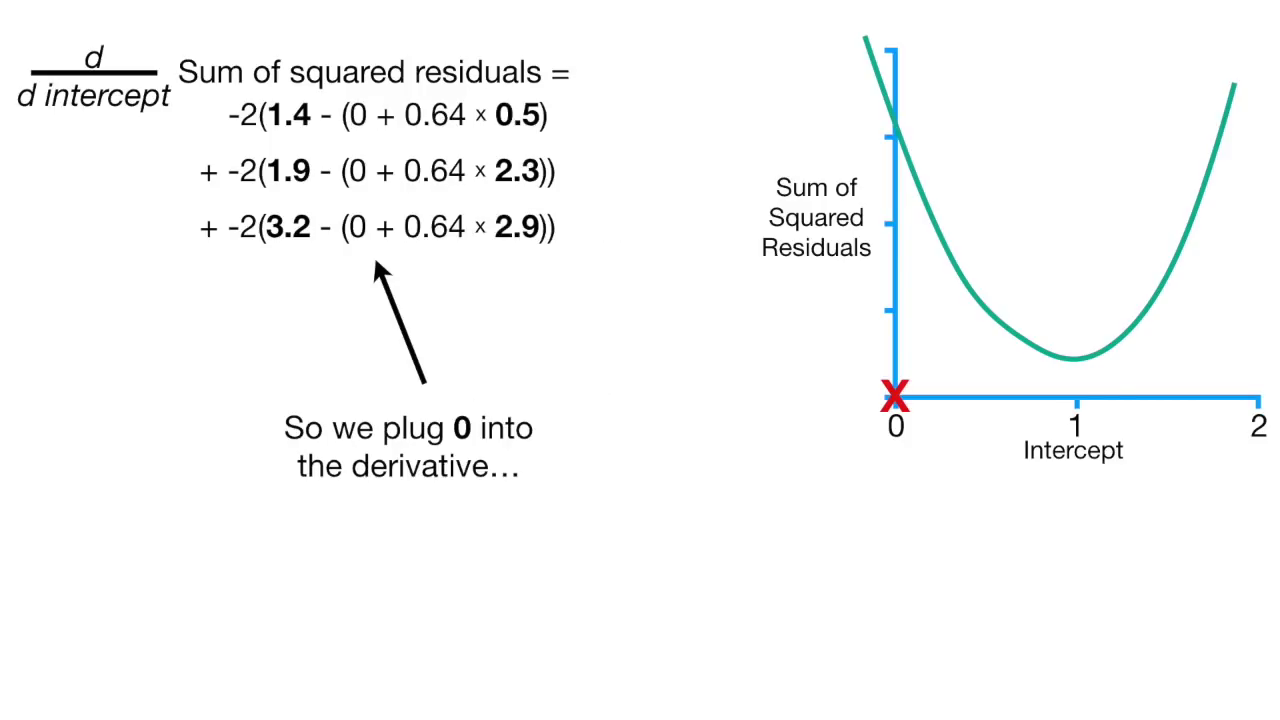 d
d intercept
Sum of squared residuals =
-2(1.4 - (0 + 0.64 x 0.5)
+ -2(1.9 - (0 + 0.64 x 2.3))
+ -2(3.2 - (0 + 0.64 x 2.9))
So we plug 0 into
the derivative…
Sum of
Squared
Residuals
X
0 1 2
Intercept